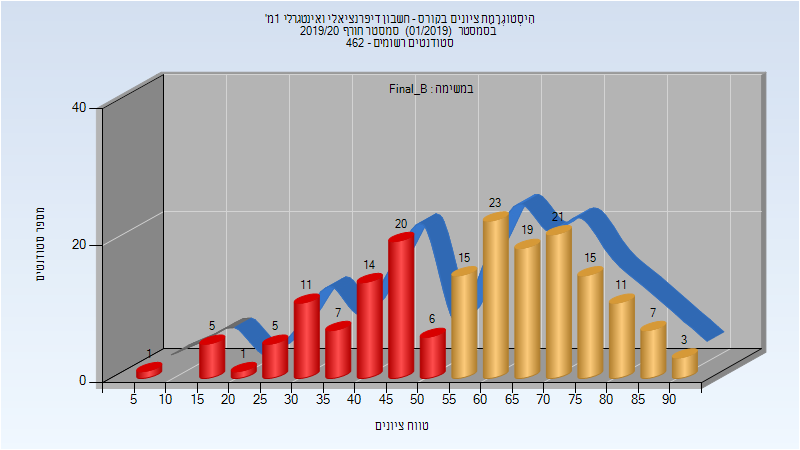 היסטוגרמת ציונים בקורס - חשבון דיפרנציאלי ואינטגרלי 1מ'
בסמסטר (01/2019) סמסטר חורף 2019/20
סטודנטים רשומים - 462
במשימה : Final_B
מספר סטודנטים
40
20
0
1
5
1
5
11
7
14
20
6
15
23
19
21
15
11
7
3
5 10 15 20 25 30 35 40 45 50 55 60 65 70 75 80 85 90
טווח ציונים